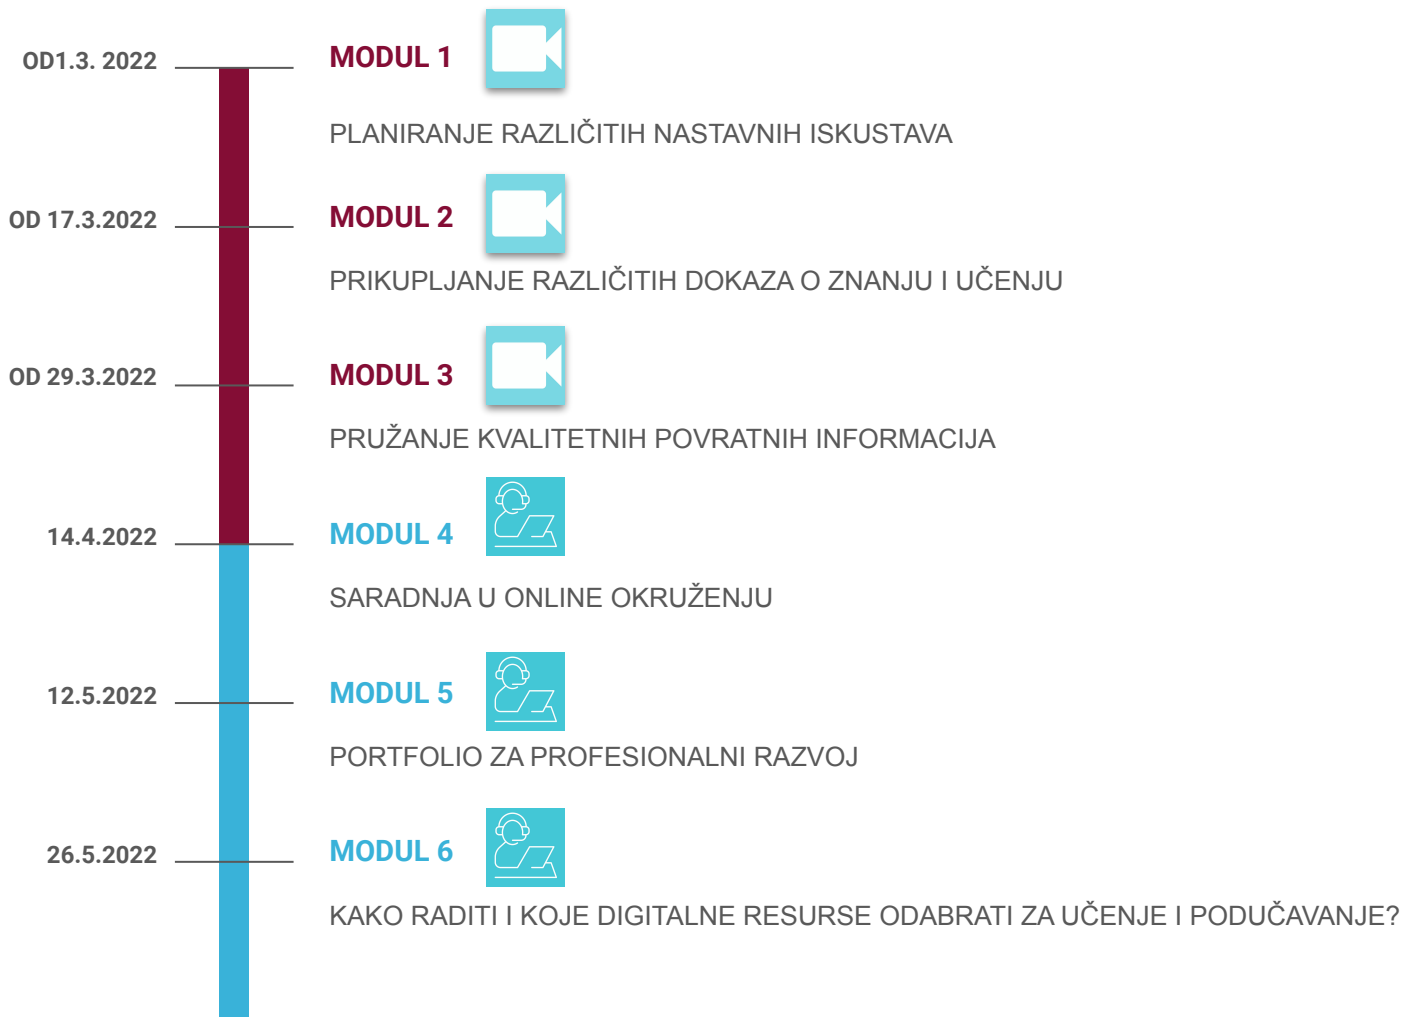 OD1.3. 2022
MODUL 1
PLANIRANJE RAZLIČITIH NASTAVNIH ISKUSTAVA
OD 17.3.2022
MODUL 2
PRIKUPLJANJE RAZLIČITIH DOKAZA O ZNANJU I UČENJU
OD 29.3.2022
MODUL 3
PRUŽANJE KVALITETNIH POVRATNIH INFORMACIJA
14.4.2022
MODUL 4
SARADNJA U ONLINE OKRUŽENJU
12.5.2022
MODUL 5
PORTFOLIO ZA PROFESIONALNI RAZVOJ
26.5.2022
MODUL 6
KAKO RADITI I KOJE DIGITALNE RESURSE ODABRATI ZA UČENJE I PODUČAVANJE?